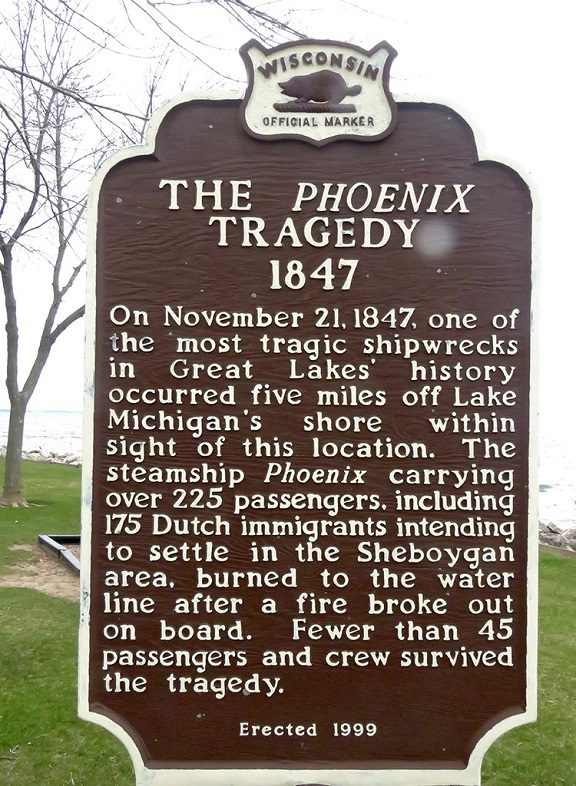 WISCONSIN
OFFICIAL MARKER
THE PHOENIX
TRAGEDY
1847
On November 21, 1847, one of
the most tragic shipwrecks
in Great Lakes' history
occurred five miles off Lake
Michigan's shore within
sight of this location. The
steamship Phoenix carrying
over 225 passengers, including
175 Dutch immigrants intending
to settle in the Sheboygan
area, burned to the water
line after a fire broke out
on board. Fewer than 45
passengers and crew survived
the tragedy.
Erected 1999